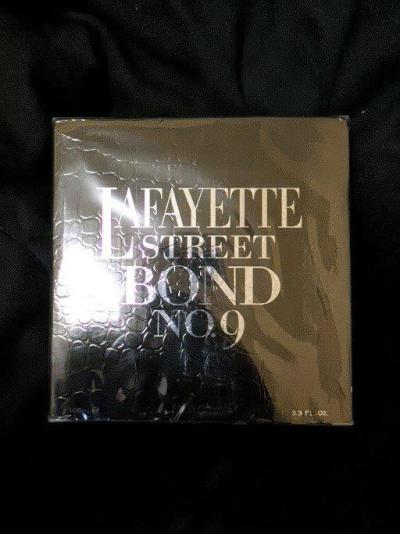 LAFAYETTE
STREET
BOND
NO. 9
3.3 FL. OZ.